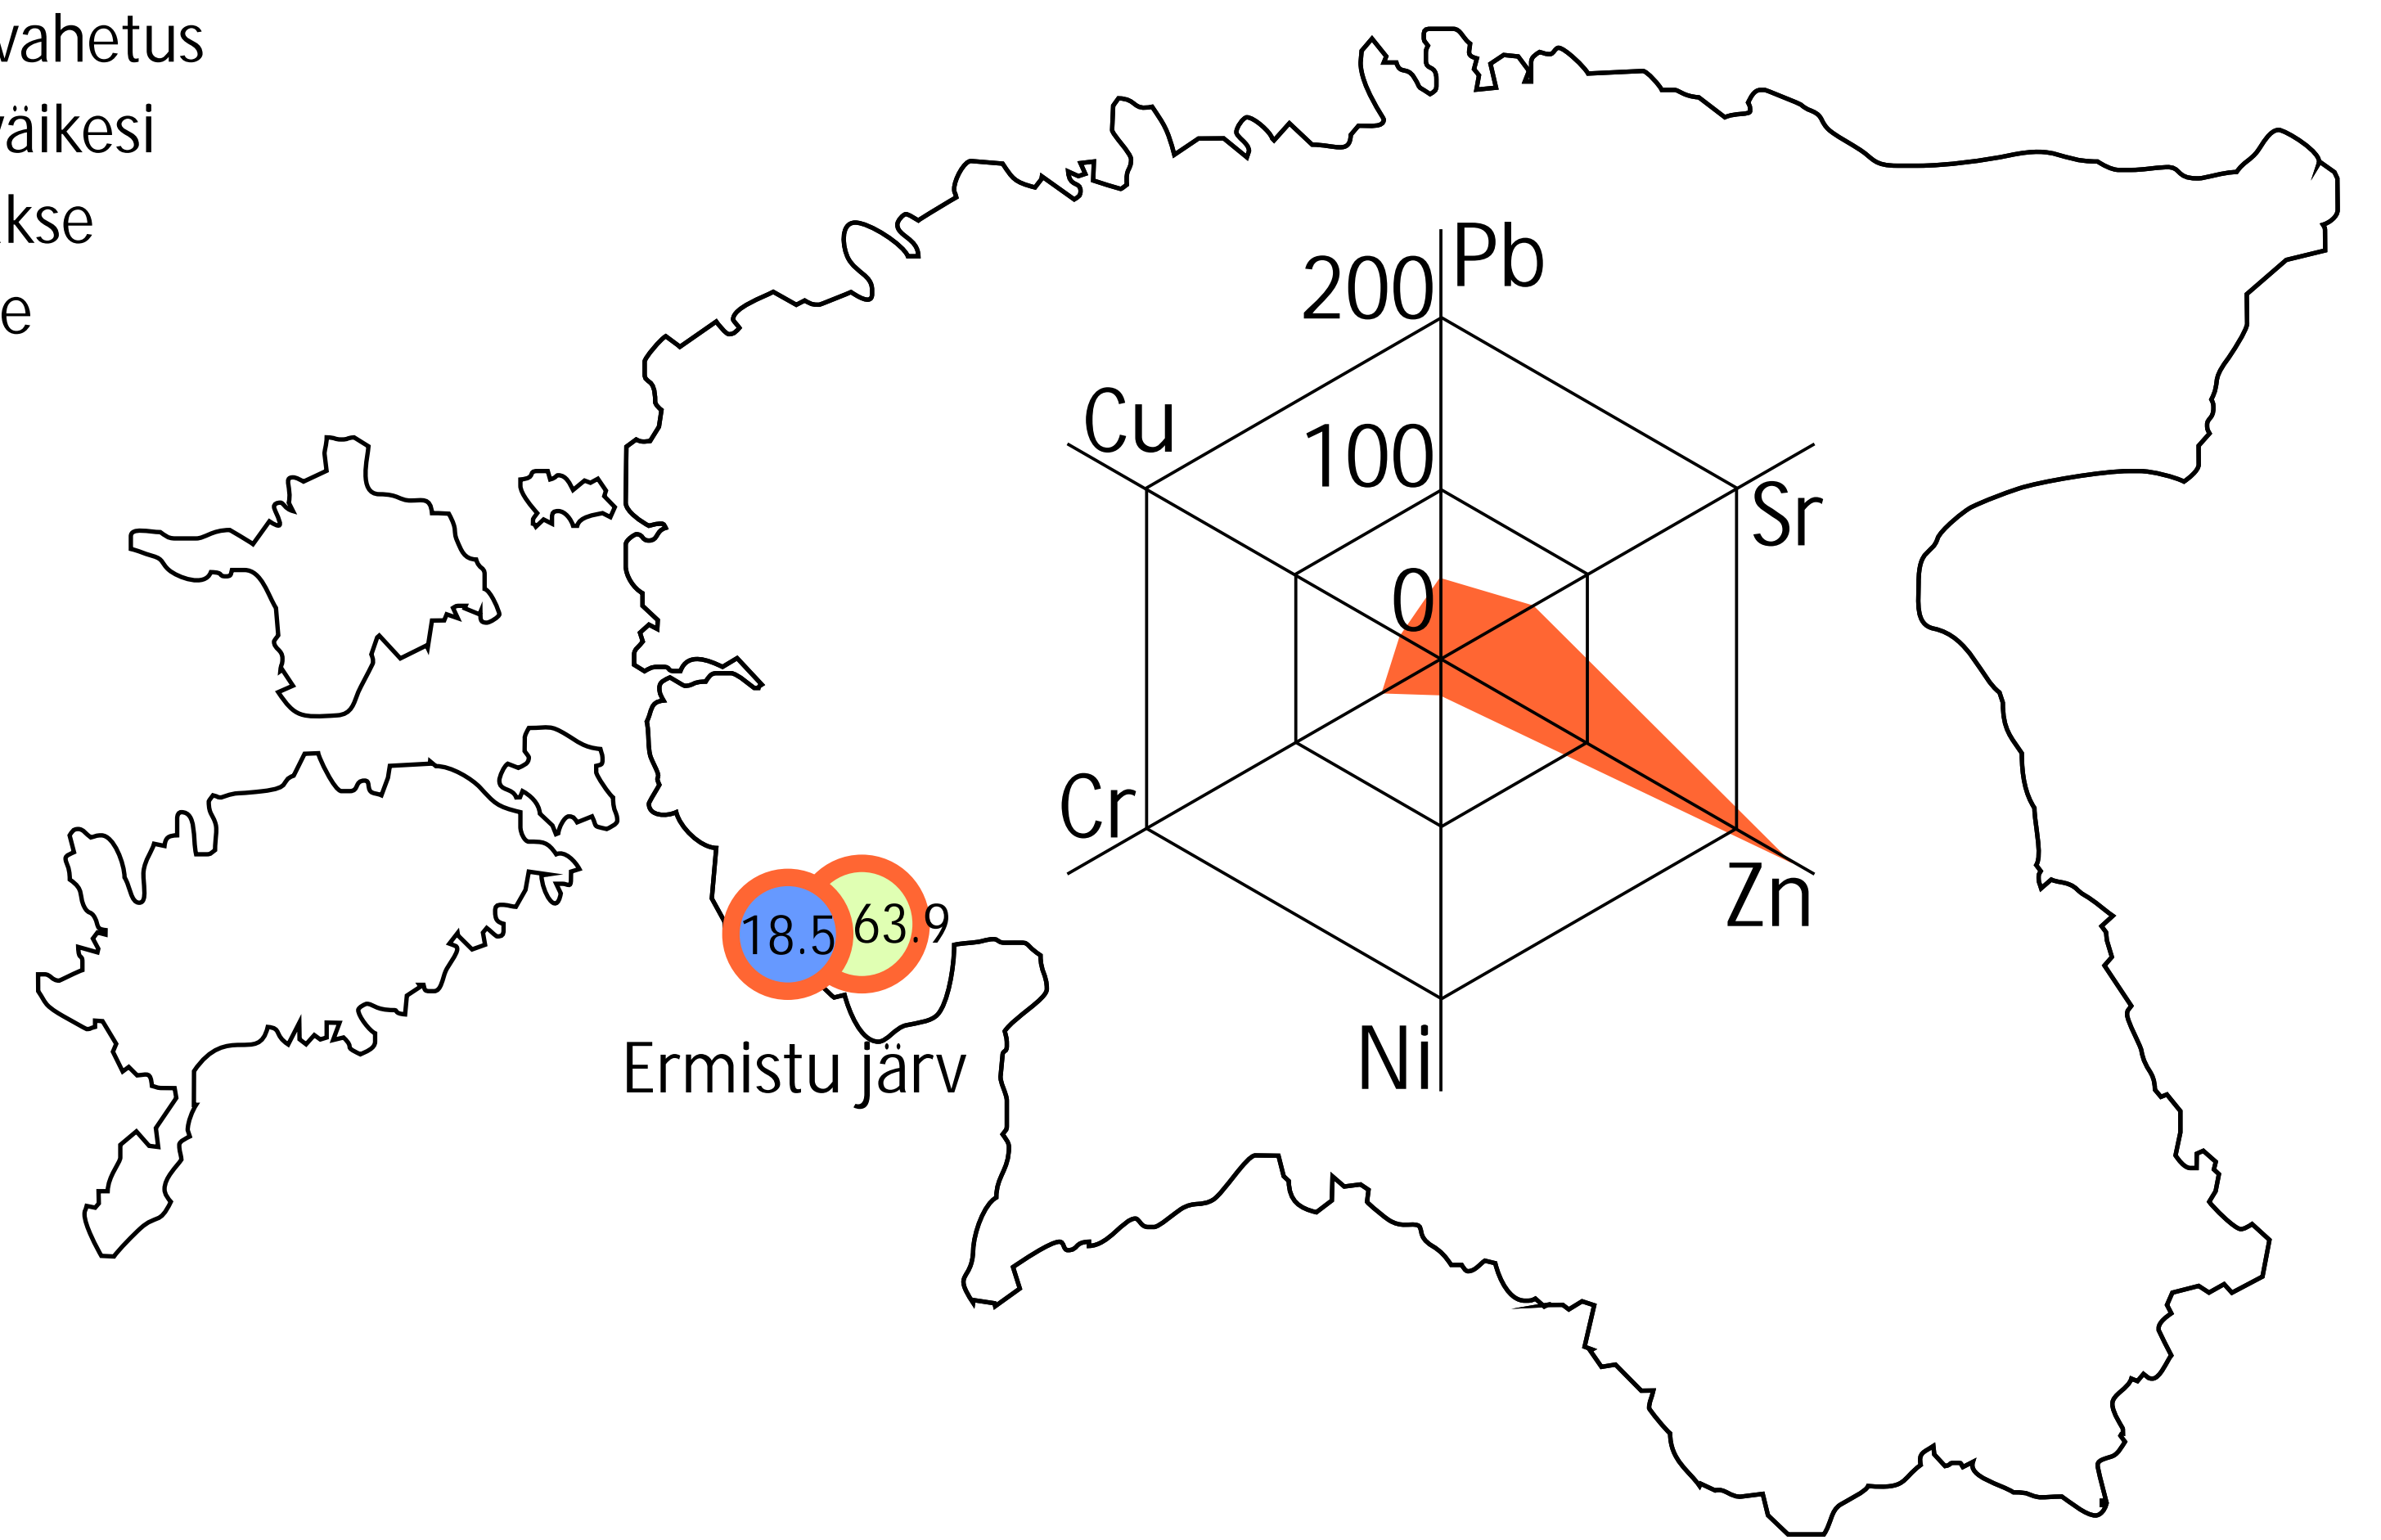 vahetus
väikesi
kse
e
Pb
200
Cu
100
Sr
0
Cr
Zn
18.5
63.9
Ni
Ermistu järv